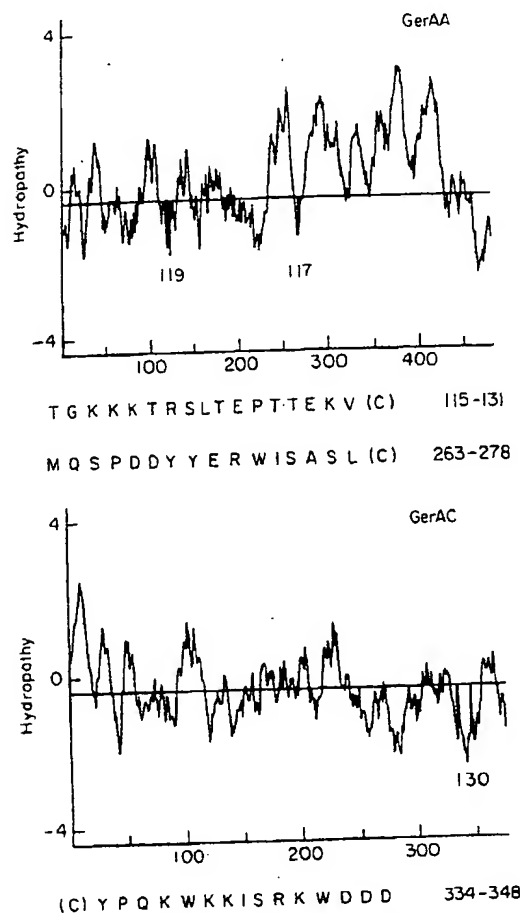 GerAA
4
0
-4
Hydropathy
119 117
100 200 300 400
T G K K K T R S L T E P T T E K V (C) 115-131
M Q S P D D Y Y E R W I S A S L (C) 263-278
GerAC
4
0
-4
Hydropathy
130
100 200 300
(C) Y P Q K W K K I S R K W D D D 334-348